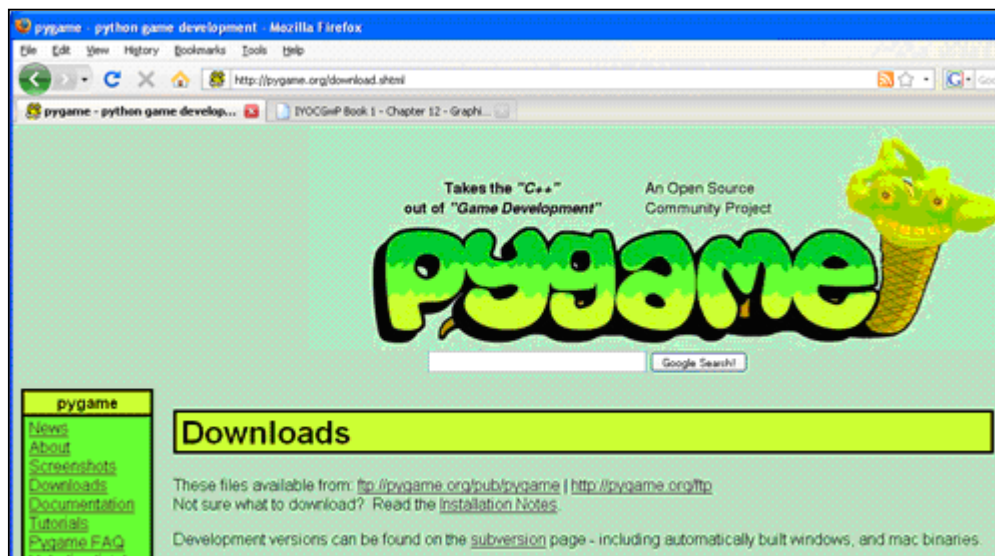 pygame - python game development - Mozilla Firefox
File Edit View History Bookmarks Tools Help
http://pygame.org/download.shtml
G Goo
pygame - python game develop... IYOCGwP Book 1 - Chapter 12 - Graphi...
Takes the "C++" An Open Source
out of "Game Development" Community Project
pygame
Google Search!
pygame
News
About
Screenshots
Downloads
Documentation
Tutorials
Pygame FAQ
Downloads
These files available from: ftp://pygame.org/pub/pygame | http://pygame.org/ftp
Not sure what to download? Read the Installation Notes.
Development versions can be found on the subversion page - including automatically built windows, and mac binaries.